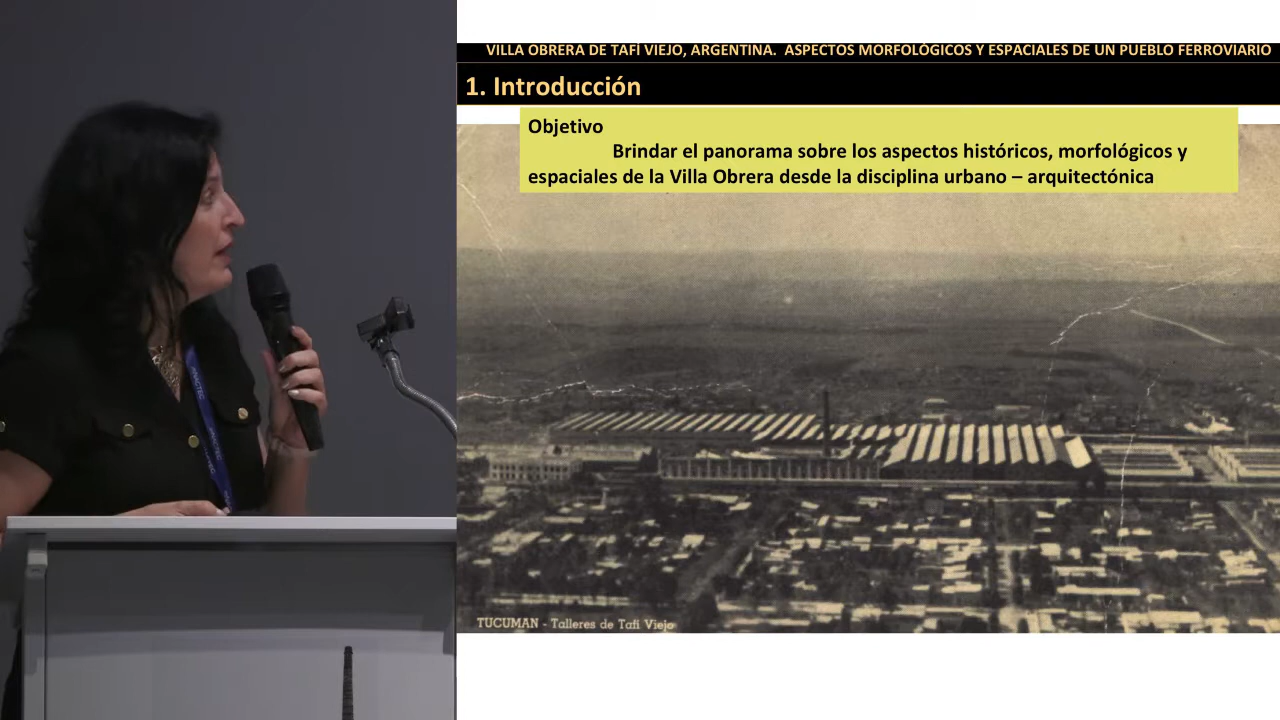 VILLA OBRERA DE TAFÍ VIEJO, ARGENTINA. ASPECTOS MORFOLÓGICOS Y ESPACIALES DE UN PUEBLO FERROVIARIO
1. Introducción
Objetivo
Brindar el panorama sobre los aspectos históricos, morfológicos y
espaciales de la Villa Obrera desde la disciplina urbano – arquitectónica
TUCUMAN - Talleres de Tafi Viejo